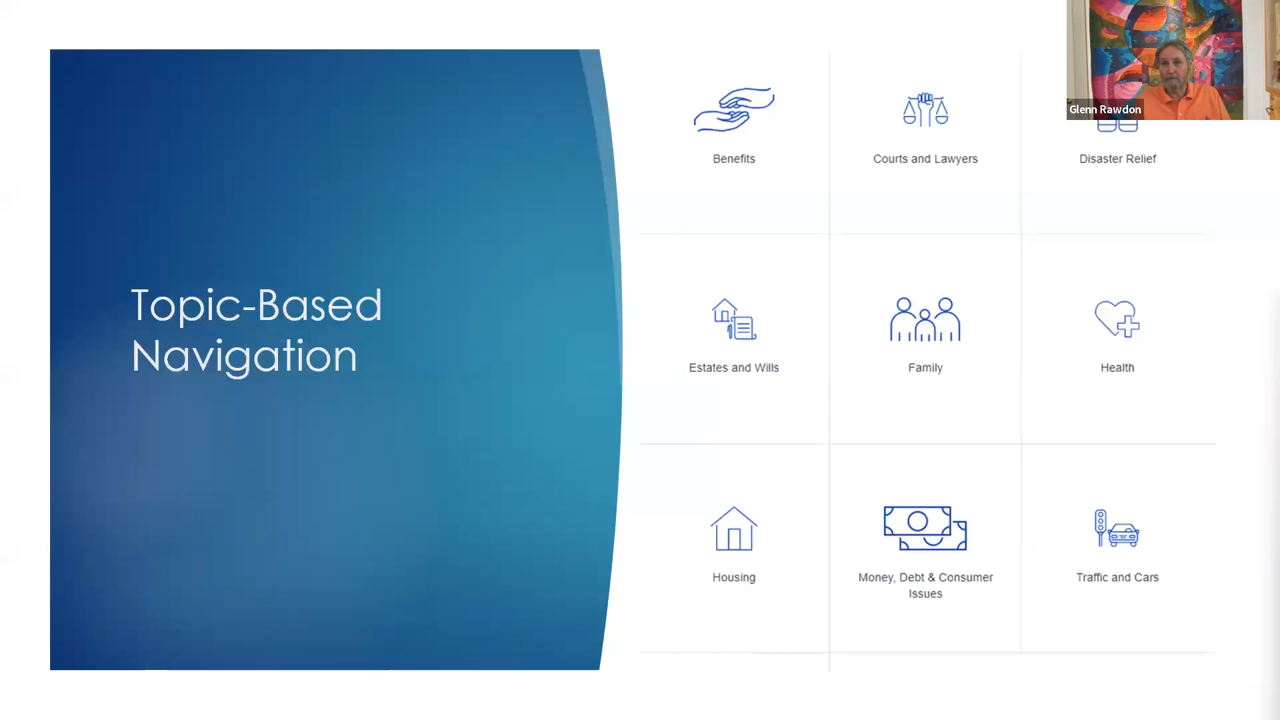 Glenn Rawdon
Topic-Based
Navigation
Benefits
Courts and Lawyers
Disaster Relief
Estates and Wills
Family
Health
Housing
Money, Debt & Consumer
Issues
Traffic and Cars